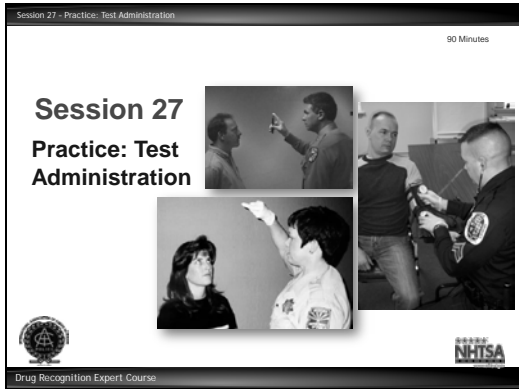 Session 27 - Practice: Test Administration
90 Minutes
Session 27
Practice: Test
Administration
NHTSA
Drug Recognition Expert Course